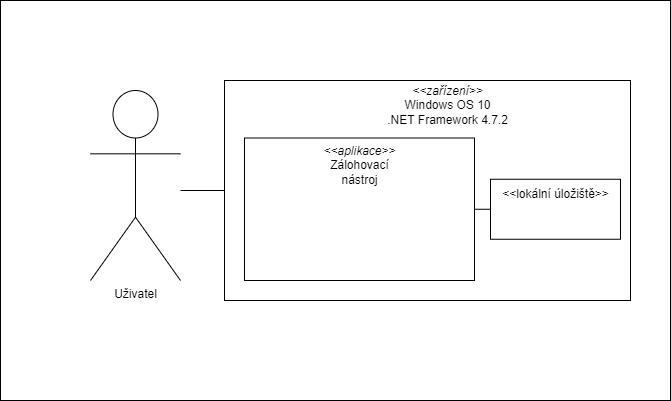 <<zařízení>>
Windows OS 10
.NET Framework 4.7.2
<<aplikace>>
Zálohovací
nástroj
<<lokální úložiště>>
Uživatel